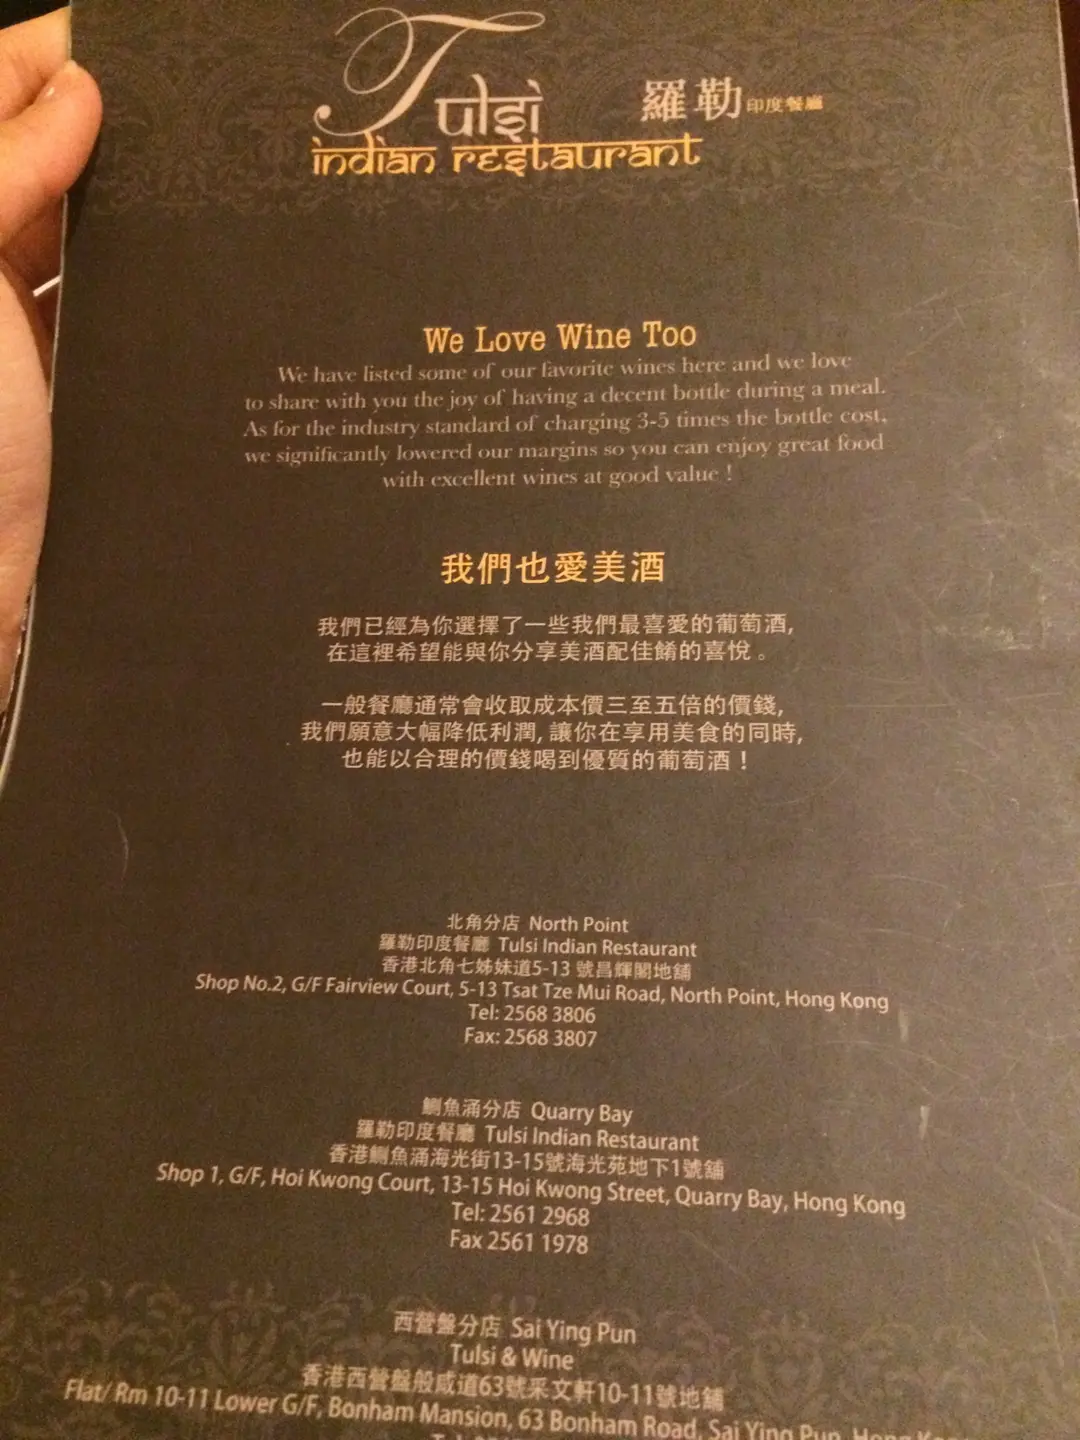 Tulsi 羅勒印度餐廳
indian restaurant
We Love Wine Too
We have listed some of our favorite wines here and we love
to share with you the joy of having a decent bottle during a meal.
As for the industry standard of charging 3-5 times the bottle cost,
we significantly lowered our margins so you can enjoy great food
with excellent wines at good value !
我們也愛美酒
我們已經為你選擇了一些我們最喜愛的葡萄酒,
在這裡希望能與你分享美酒配佳餚的喜悅。
一般餐廳通常會收取成本價三至五倍的價錢,
我們願意大幅降低利潤, 讓你在享用美食的同時,
也能以合理的價錢喝到優質的葡萄酒!
北角分店 North Point
羅勒印度餐廳 Tulsi Indian Restaurant
香港北角七姊妹道5-13 號昌輝閣地舖
Shop No.2, G/F Fairview Court, 5-13 Tsat Tze Mui Road, North Point, Hong Kong
Tel: 2568 3806
Fax: 2568 3807
鰂魚涌分店 Quarry Bay
羅勒印度餐廳 Tulsi Indian Restaurant
香港鰂魚涌海光街13-15號海光苑地下1號舖
Shop 1, G/F, Hoi Kwong Court, 13-15 Hoi Kwong Street, Quarry Bay, Hong Kong
Tel: 2561 2968
Fax 2561 1978
西營盤分店 Sai Ying Pun
Tulsi & Wine
香港西營盤般咸道63號采文軒10-11號地舖
Flat/ Rm 10-11 Lower G/F, Bonham Mansion, 63 Bonham Road, Sai Ying Pun, Hong